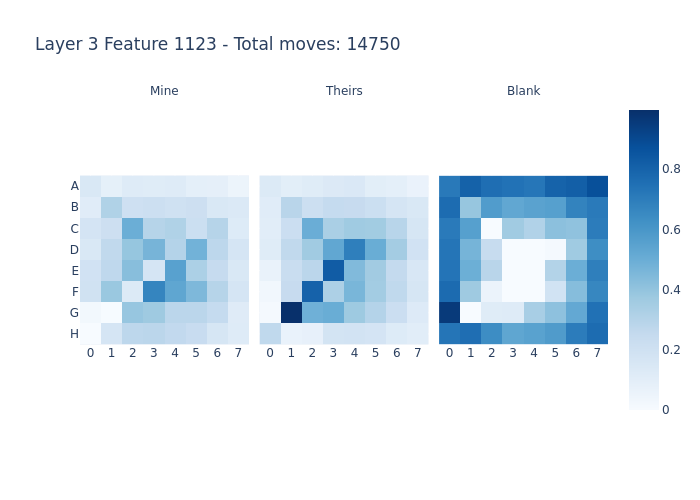 Layer 3 Feature 1123 - Total moves: 14750
Mine Theirs Blank
A
B
C
D
E
F
G
H
0 1 2 3 4 5 6 7 0 1 2 3 4 5 6 7 0 1 2 3 4 5 6 7
0.8
0.6
0.4
0.2
0